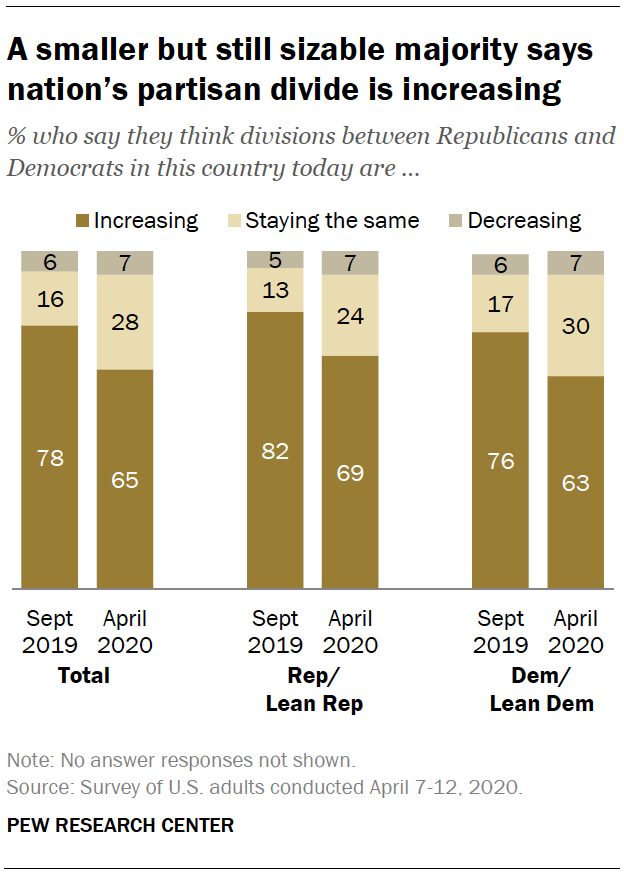 A smaller but still sizable majority says
nation's partisan divide is increasing
% who say they think divisions between Republicans and
Democrats in this country today are ...
Increasing Staying the same Decreasing
6 7 5 7 6 7
16 28 13 24 17 30
78 65 82 69 76 63
Sept April Sept April Sept April
2019 2020 2019 2020 2019 2020
Total Rep/ Dem/
Lean Rep Lean Dem
Note: No answer responses not shown.
Source: Survey of U.S. adults conducted April 7-12, 2020.
PEW RESEARCH CENTER